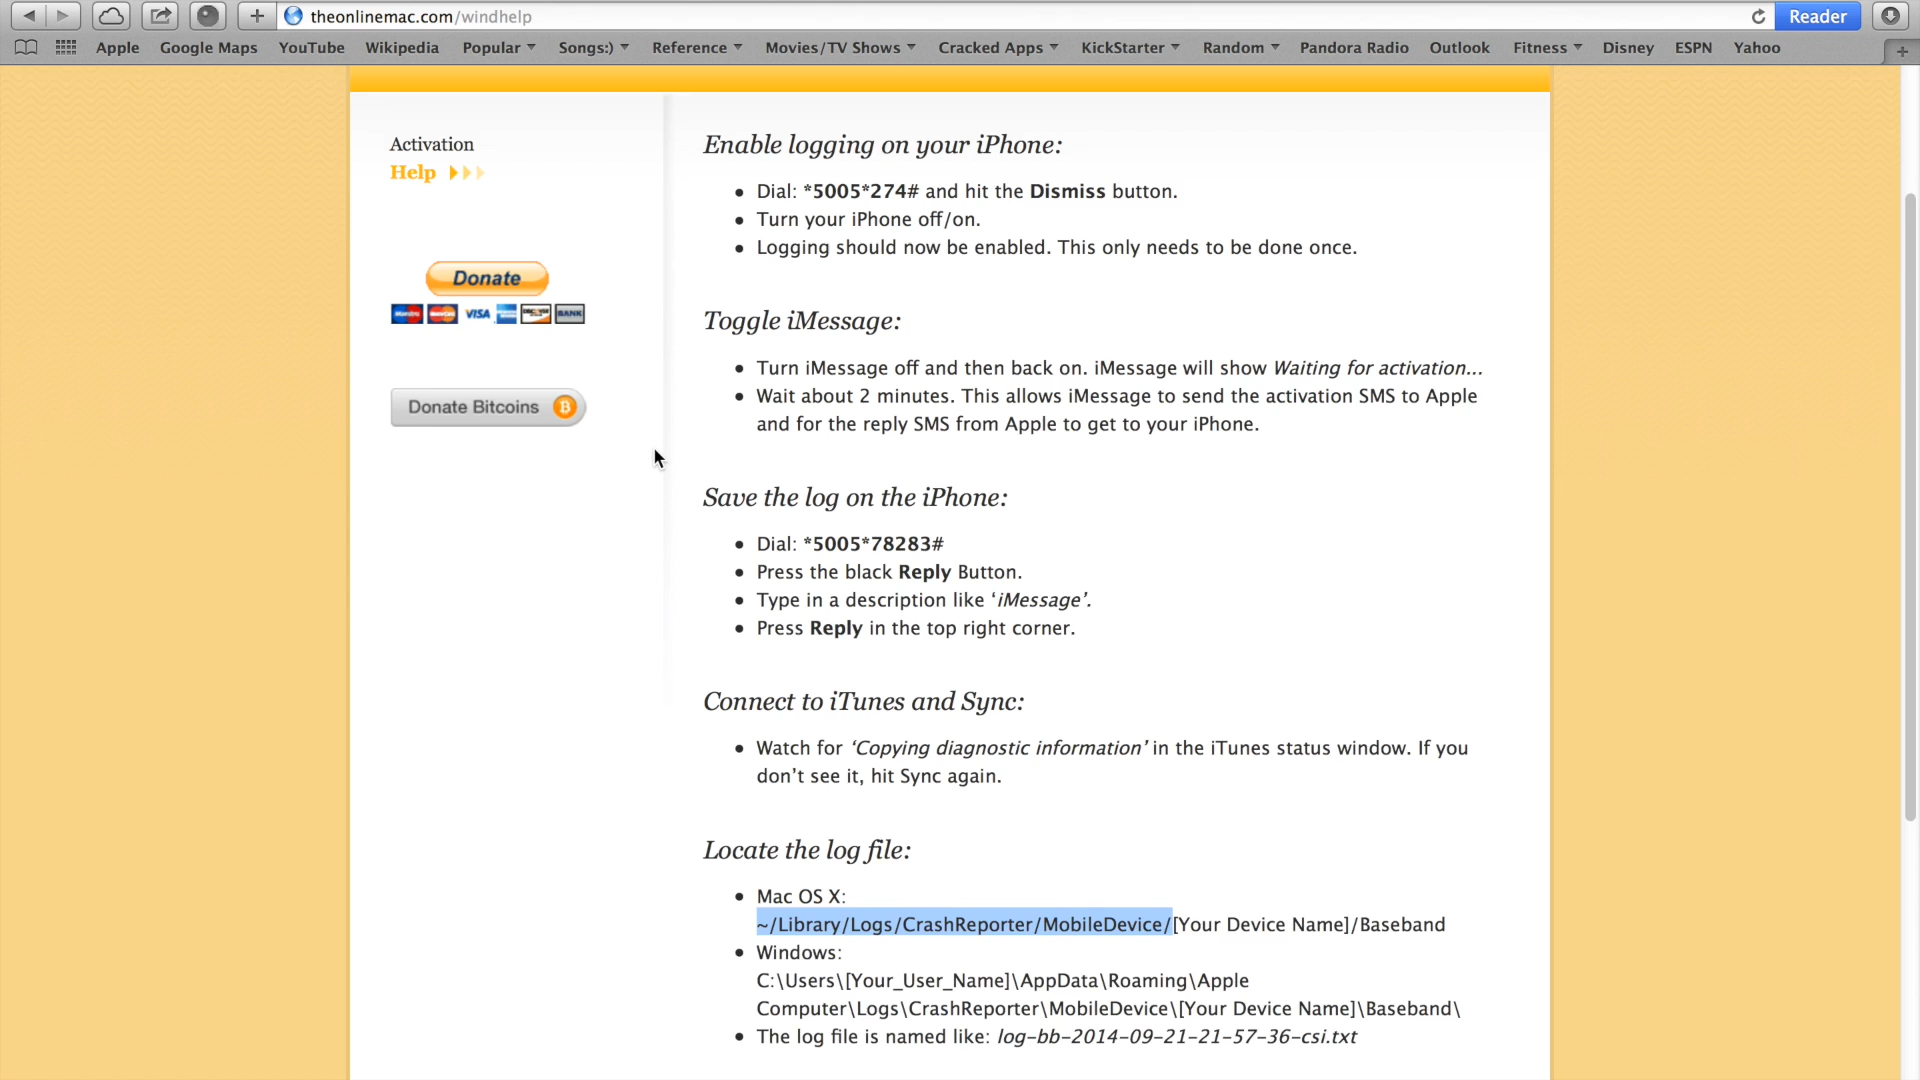 theonlinemac.com/windhelp
Reader
Apple Google Maps YouTube Wikipedia Popular Songs:) Reference Movies/TV Shows Cracked Apps KickStarter Random Pandora Radio Outlook Fitness Disney ESPN Yahoo
Activation
Help
Donate
Maestro MasterCard VISA DISCOVER BANK
Donate Bitcoins
Enable logging on your iPhone:
• Dial: *5005*274# and hit the Dismiss button.
• Turn your iPhone off/on.
• Logging should now be enabled. This only needs to be done once.
Toggle iMessage:
• Turn iMessage off and then back on. iMessage will show Waiting for activation...
• Wait about 2 minutes. This allows iMessage to send the activation SMS to Apple
and for the reply SMS from Apple to get to your iPhone.
Save the log on the iPhone:
• Dial: *5005*78283#
• Press the black Reply Button.
• Type in a description like ‘iMessage’.
• Press Reply in the top right corner.
Connect to iTunes and Sync:
• Watch for ‘Copying diagnostic information’ in the iTunes status window. If you
don’t see it, hit Sync again.
Locate the log file:
• Mac OS X:
~/Library/Logs/CrashReporter/MobileDevice/[Your Device Name]/Baseband
• Windows:
C:\Users\[Your_User_Name]\AppData\Roaming\Apple
Computer\Logs\CrashReporter\MobileDevice\[Your Device Name]\Baseband\
• The log file is named like: log-bb-2014-09-21-21-57-36-csi.txt